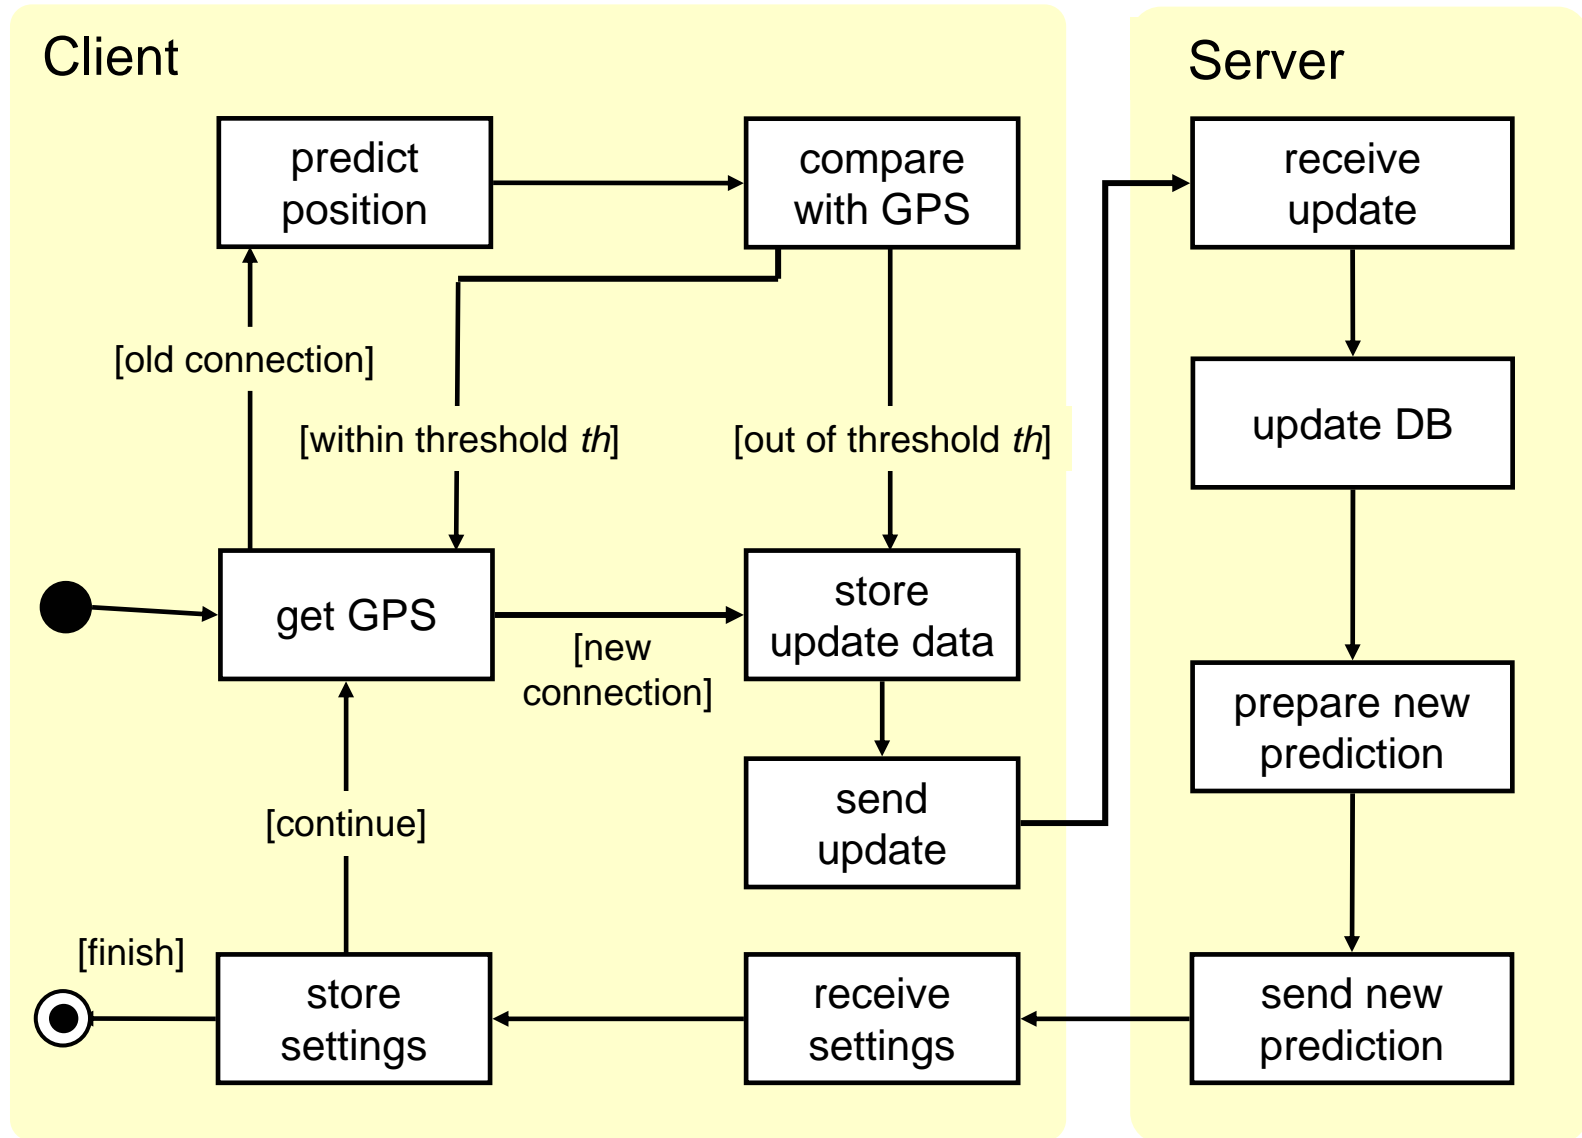 Client
Server
predict
position
compare
with GPS
receive
update
[old connection]
[within threshold th]
[out of threshold th]
update DB
get GPS
[new
connection]
store
update data
prepare new
prediction
[continue]
send
update
[finish]
store
settings
receive
settings
send new
prediction